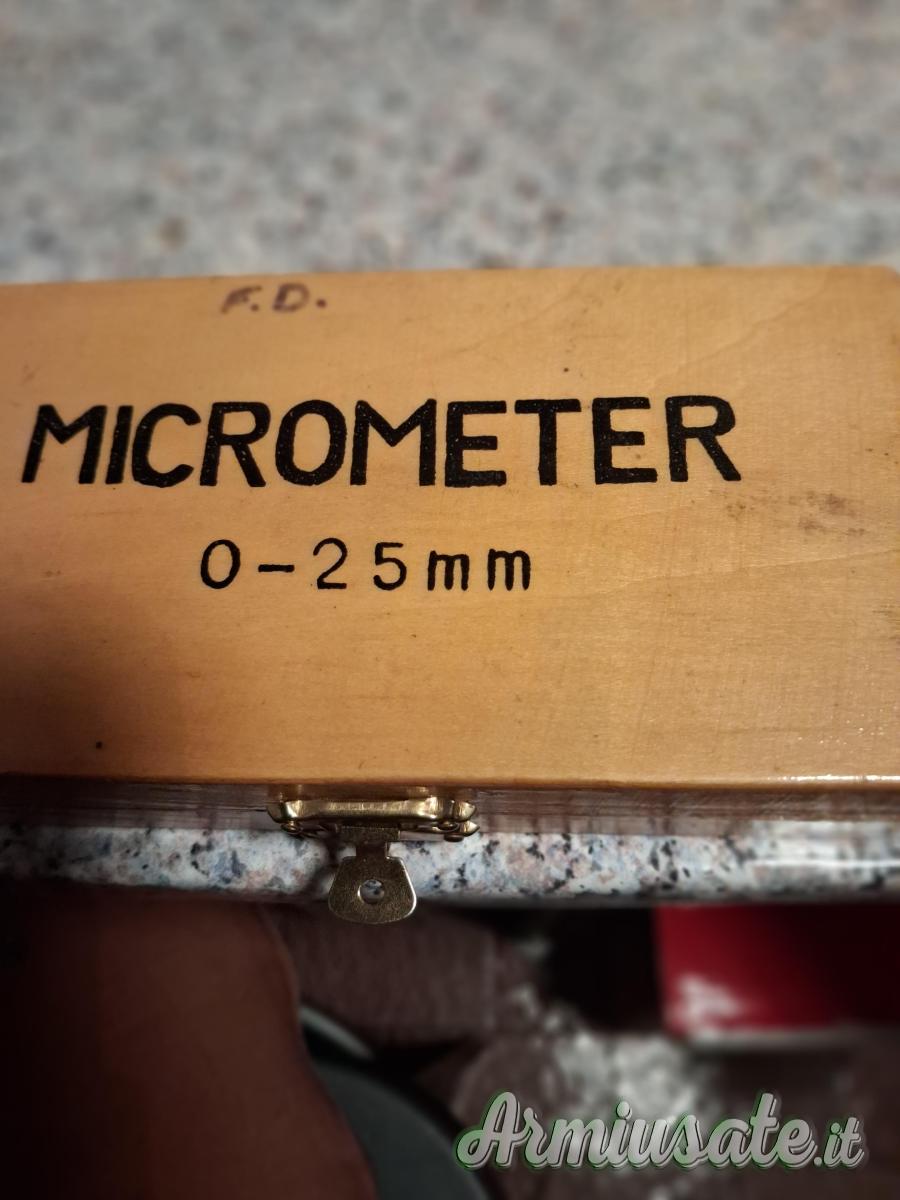 F.D.
MICROMETER
0-25mm
Armiusate.it